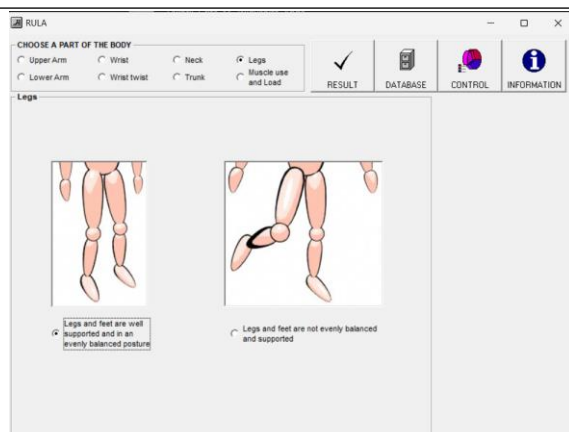 RULA
CHOOSE A PART OF THE BODY
Upper Arm
Wrist
Neck
Legs
Lower Arm
Wrist twist
Trunk
Muscle use
and Load
RESULT
DATABASE
CONTROL
INFORMATION
Legs
Legs and feet are well
supported and in an
evenly balanced posture
Legs and feet are not evenly balanced
and supported